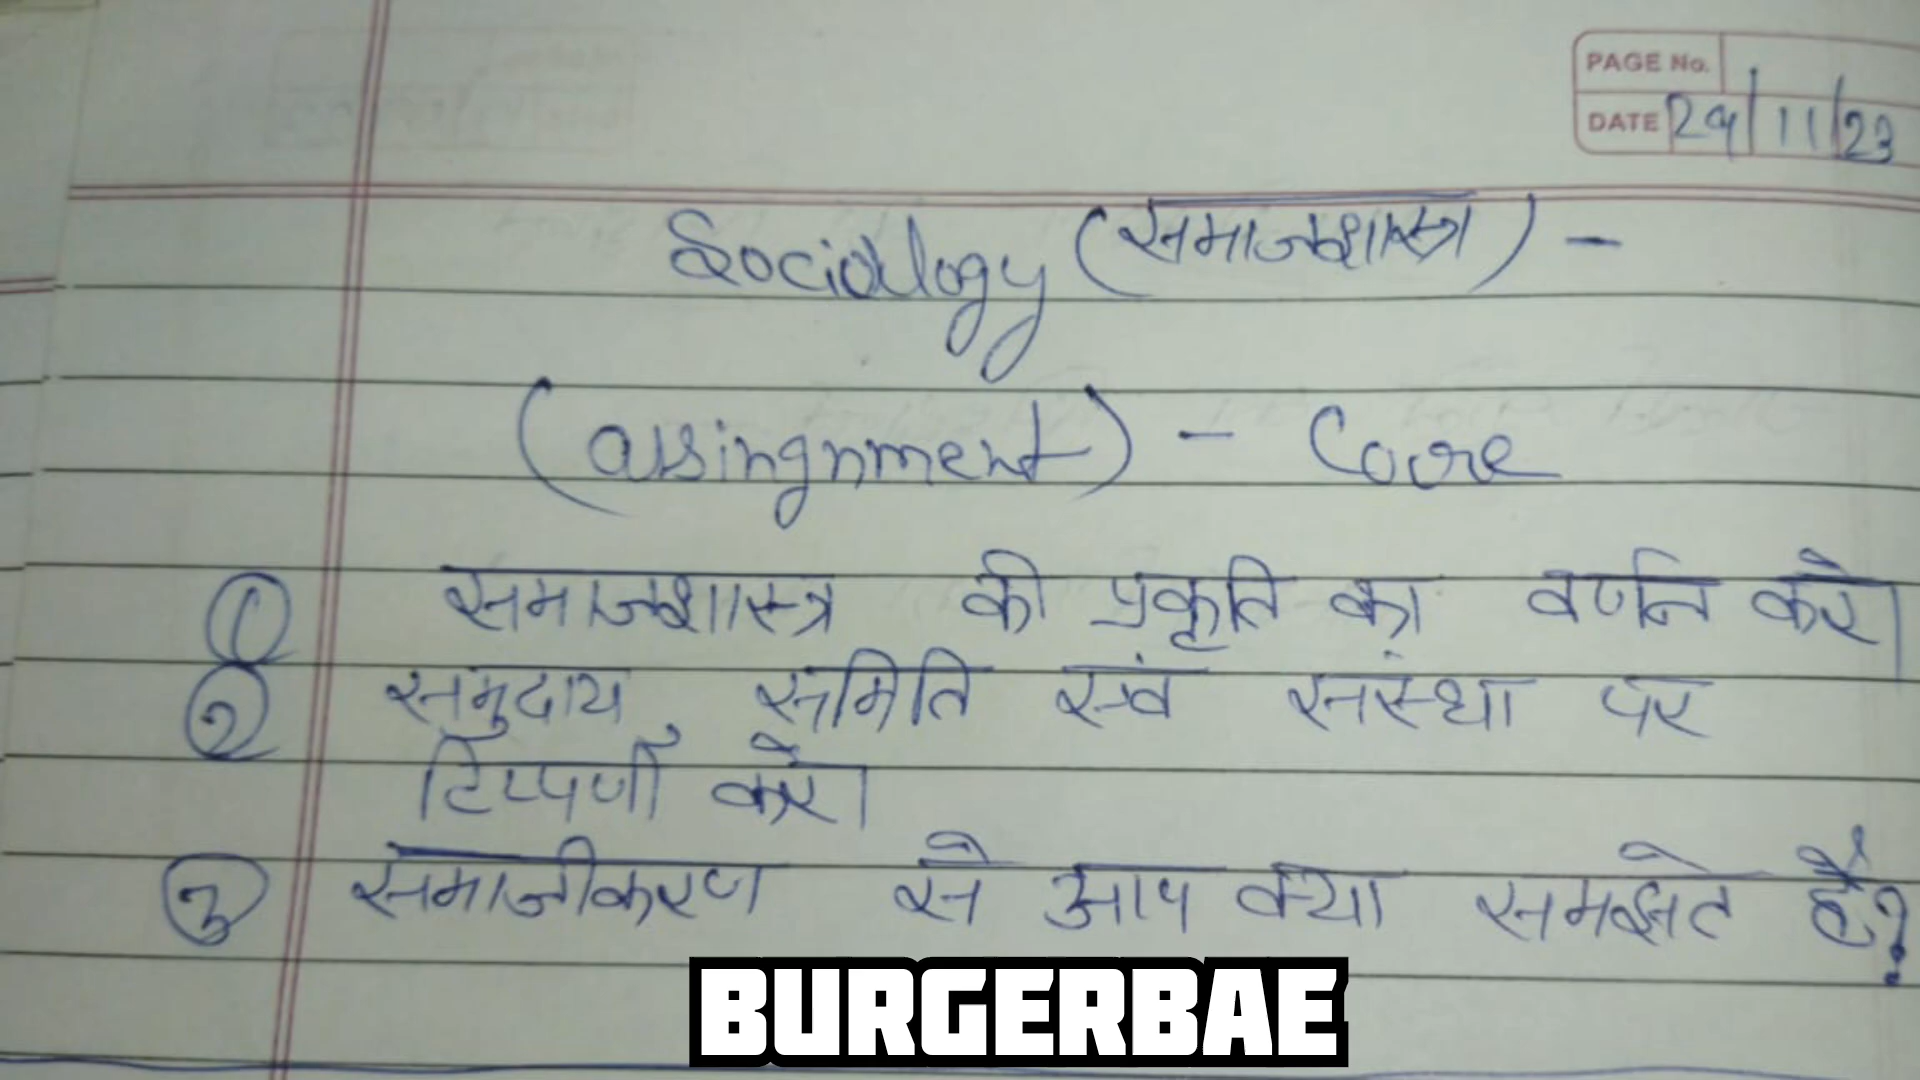 PAGE No.
DATE 29/11/23
Sociology (समाजशास्त्र) -
(assingnment) - Core
① समाजशास्त्र की प्रकृति का वर्णन करे।
② समुदाय, समिति एवं संस्था पर
टिप्पणी करे।
③ समाजीकरण से आप क्या समझते है?
BURGERBAE